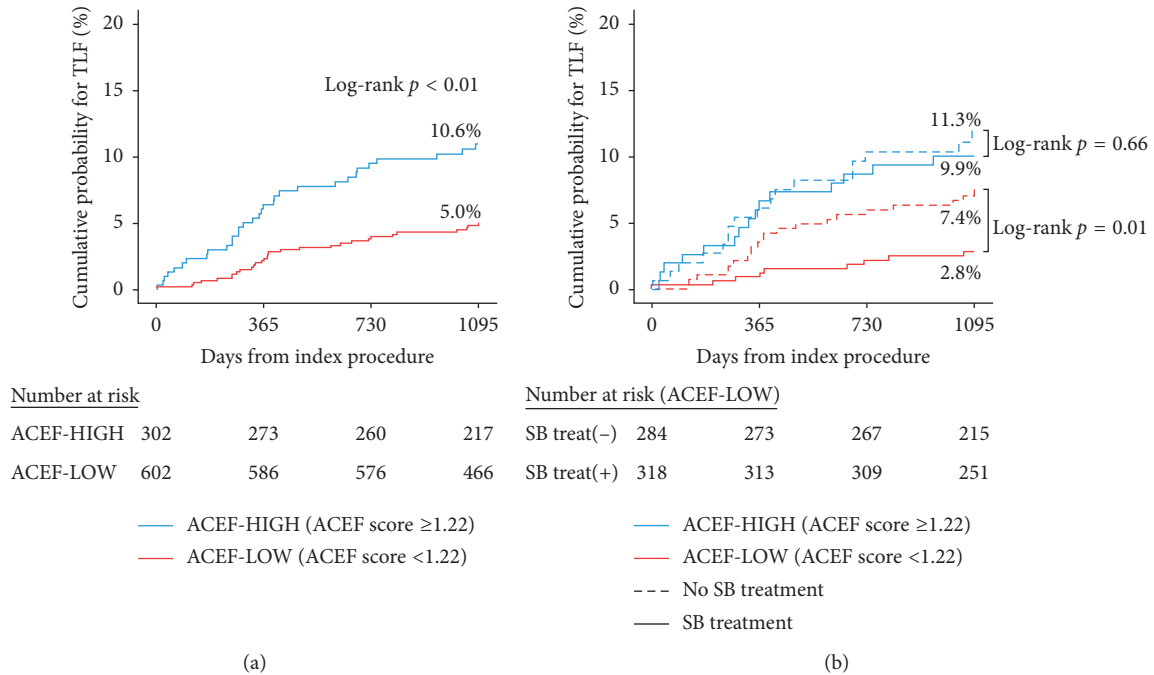 Cumulative probability for TLF (%)
20
15
10
5
0
Log-rank p < 0.01
10.6%
5.0%
0 365 730 1095
Days from index procedure
Number at risk
ACEF-HIGH 302 273 260 217
ACEF-LOW 602 586 576 466
ACEF-HIGH (ACEF score ≥1.22)
ACEF-LOW (ACEF score <1.22)
(a)
Cumulative probability for TLF (%)
20
15
10
5
0
11.3%
Log-rank p = 0.66
9.9%
7.4%
Log-rank p = 0.01
2.8%
0 365 730 1095
Days from index procedure
Number at risk (ACEF-LOW)
SB treat(−) 284 273 267 215
SB treat(+) 318 313 309 251
ACEF-HIGH (ACEF score ≥1.22)
ACEF-LOW (ACEF score <1.22)
No SB treatment
SB treatment
(b)